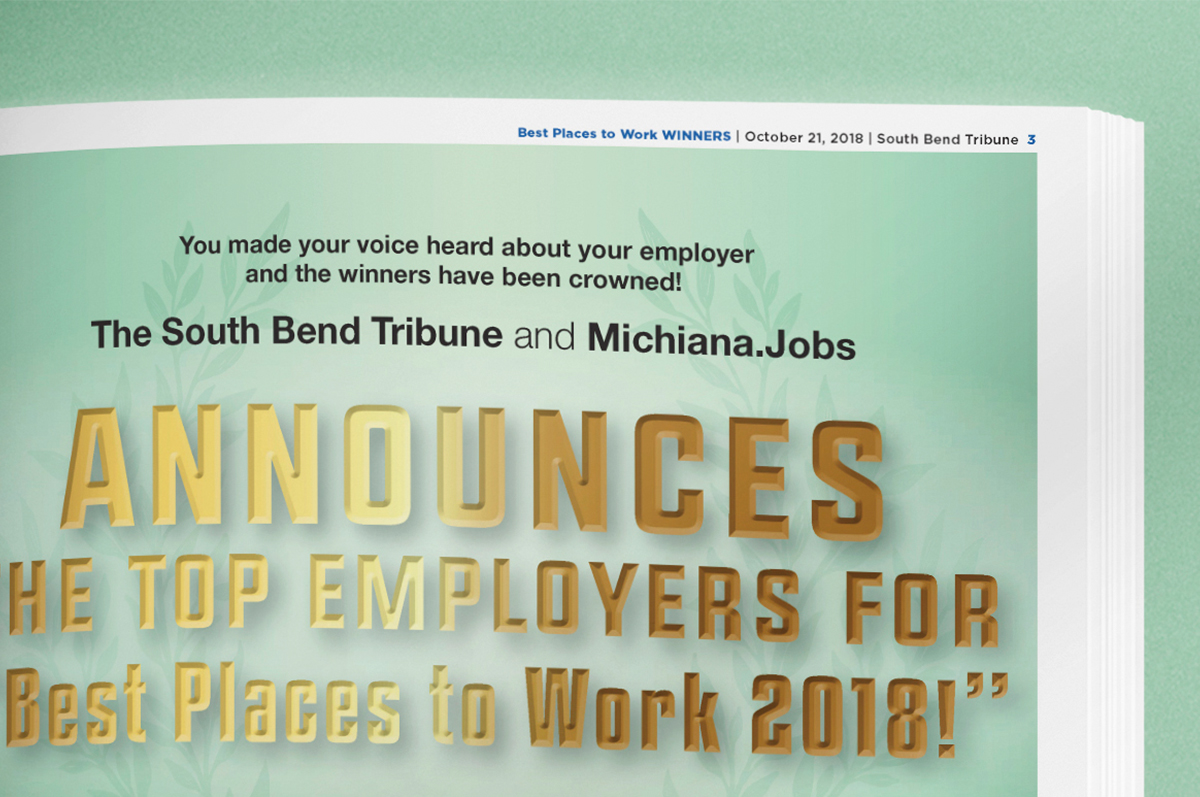 Best Places to Work WINNERS | October 21, 2018 | South Bend Tribune 3
You made your voice heard about your employer
and the winners have been crowned!
The South Bend Tribune and Michiana.Jobs
ANNOUNCES
HE TOP EMPLOYERS FOR
Best Places to Work 2018!”